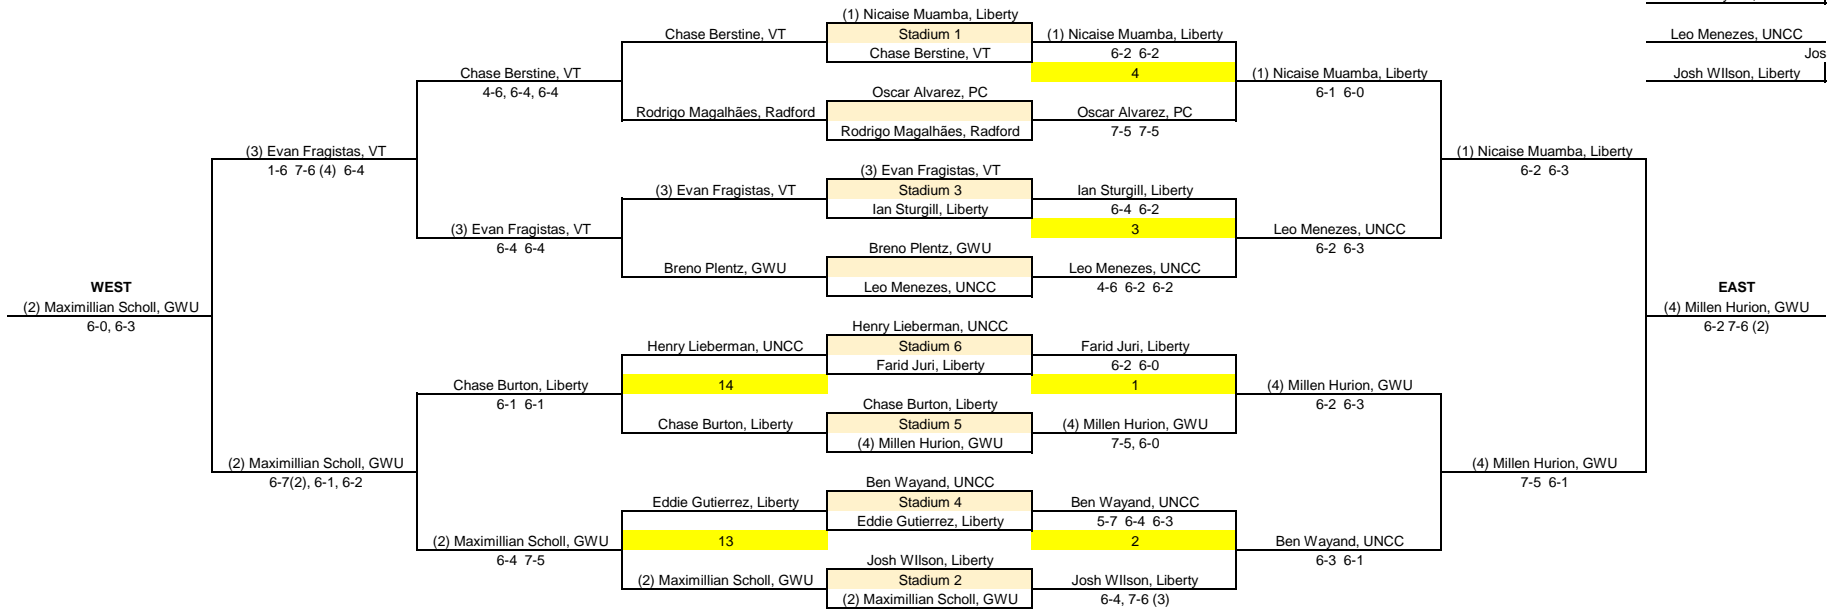 (1) Nicaise Muamba, Liberty
Chase Berstine, VT
Stadium 1
(1) Nicaise Muamba, Liberty
Leo Menezes, UNCC
Chase Berstine, VT
6-2 6-2
Jos
Chase Berstine, VT
4
(1) Nicaise Muamba, Liberty
Josh WIlson, Liberty
4-6, 6-4, 6-4
Oscar Alvarez, PC
6-1 6-0
Rodrigo Magalhães, Radford
Oscar Alvarez, PC
Rodrigo Magalhães, Radford
7-5 7-5
(3) Evan Fragistas, VT
(1) Nicaise Muamba, Liberty
1-6 7-6 (4) 6-4
(3) Evan Fragistas, VT
6-2 6-3
(3) Evan Fragistas, VT
Stadium 3
Ian Sturgill, Liberty
Ian Sturgill, Liberty
6-4 6-2
(3) Evan Fragistas, VT
3
Leo Menezes, UNCC
6-4 6-4
Breno Plentz, GWU
6-2 6-3
Breno Plentz, GWU
Leo Menezes, UNCC
WEST
Leo Menezes, UNCC
4-6 6-2 6-2
EAST
(2) Maximillian Scholl, GWU
(4) Millen Hurion, GWU
6-0, 6-3
Henry Lieberman, UNCC
6-2 7-6 (2)
Henry Lieberman, UNCC
Stadium 6
Farid Juri, Liberty
Farid Juri, Liberty
6-2 6-0
Chase Burton, Liberty
14
1
(4) Millen Hurion, GWU
6-1 6-1
Chase Burton, Liberty
6-2 6-3
Chase Burton, Liberty
Stadium 5
(4) Millen Hurion, GWU
(4) Millen Hurion, GWU
7-5, 6-0
(2) Maximillian Scholl, GWU
(4) Millen Hurion, GWU
6-7(2), 6-1, 6-2
Ben Wayand, UNCC
7-5 6-1
Eddie Gutierrez, Liberty
Stadium 4
Ben Wayand, UNCC
Eddie Gutierrez, Liberty
5-7 6-4 6-3
(2) Maximillian Scholl, GWU
13
2
Ben Wayand, UNCC
6-4 7-5
Josh WIlson, Liberty
6-3 6-1
(2) Maximillian Scholl, GWU
Stadium 2
Josh WIlson, Liberty
(2) Maximillian Scholl, GWU
6-4, 7-6 (3)